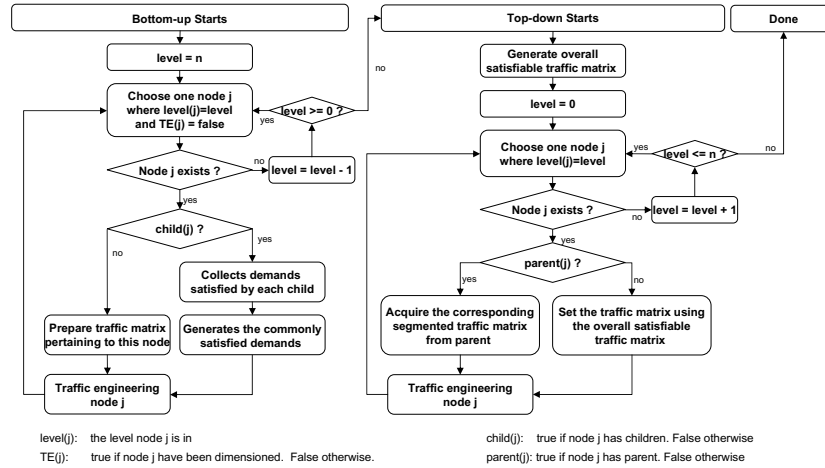 Bottom-up Starts
level = n
Choose one node j
where level(j)=level
and TE(j) = false
level >= 0 ?
yes
no
Node j exists ?
no
level = level - 1
yes
child(j) ?
no
yes
Collects demands
satisfied by each child
Prepare traffic matrix
pertaining to this node
Generates the commonly
satisfied demands
Traffic engineering
node j
Top-down Starts
Generate overall
satisfiable traffic matrix
level = 0
Choose one node j
where level(j)=level
yes
level <= n ?
no
Node j exists ?
no
level = level + 1
yes
parent(j) ?
yes
no
Acquire the corresponding
segmented traffic matrix
from parent
Set the traffic matrix using
the overall satisfiable
traffic matrix
Traffic engineering
node j
Done
level(j): the level node j is in
TE(j): true if node j have been dimensioned. False otherwise.
child(j): true if node j has children. False otherwise
parent(j): true if node j has parent. False otherwise